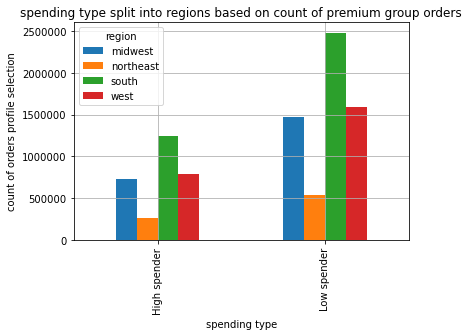 spending type split into regions based on count of premium group orders
region
midwest
northeast
south
west
count of orders profile selection
2500000
2000000
1500000
1000000
500000
0
High spender
Low spender
spending type